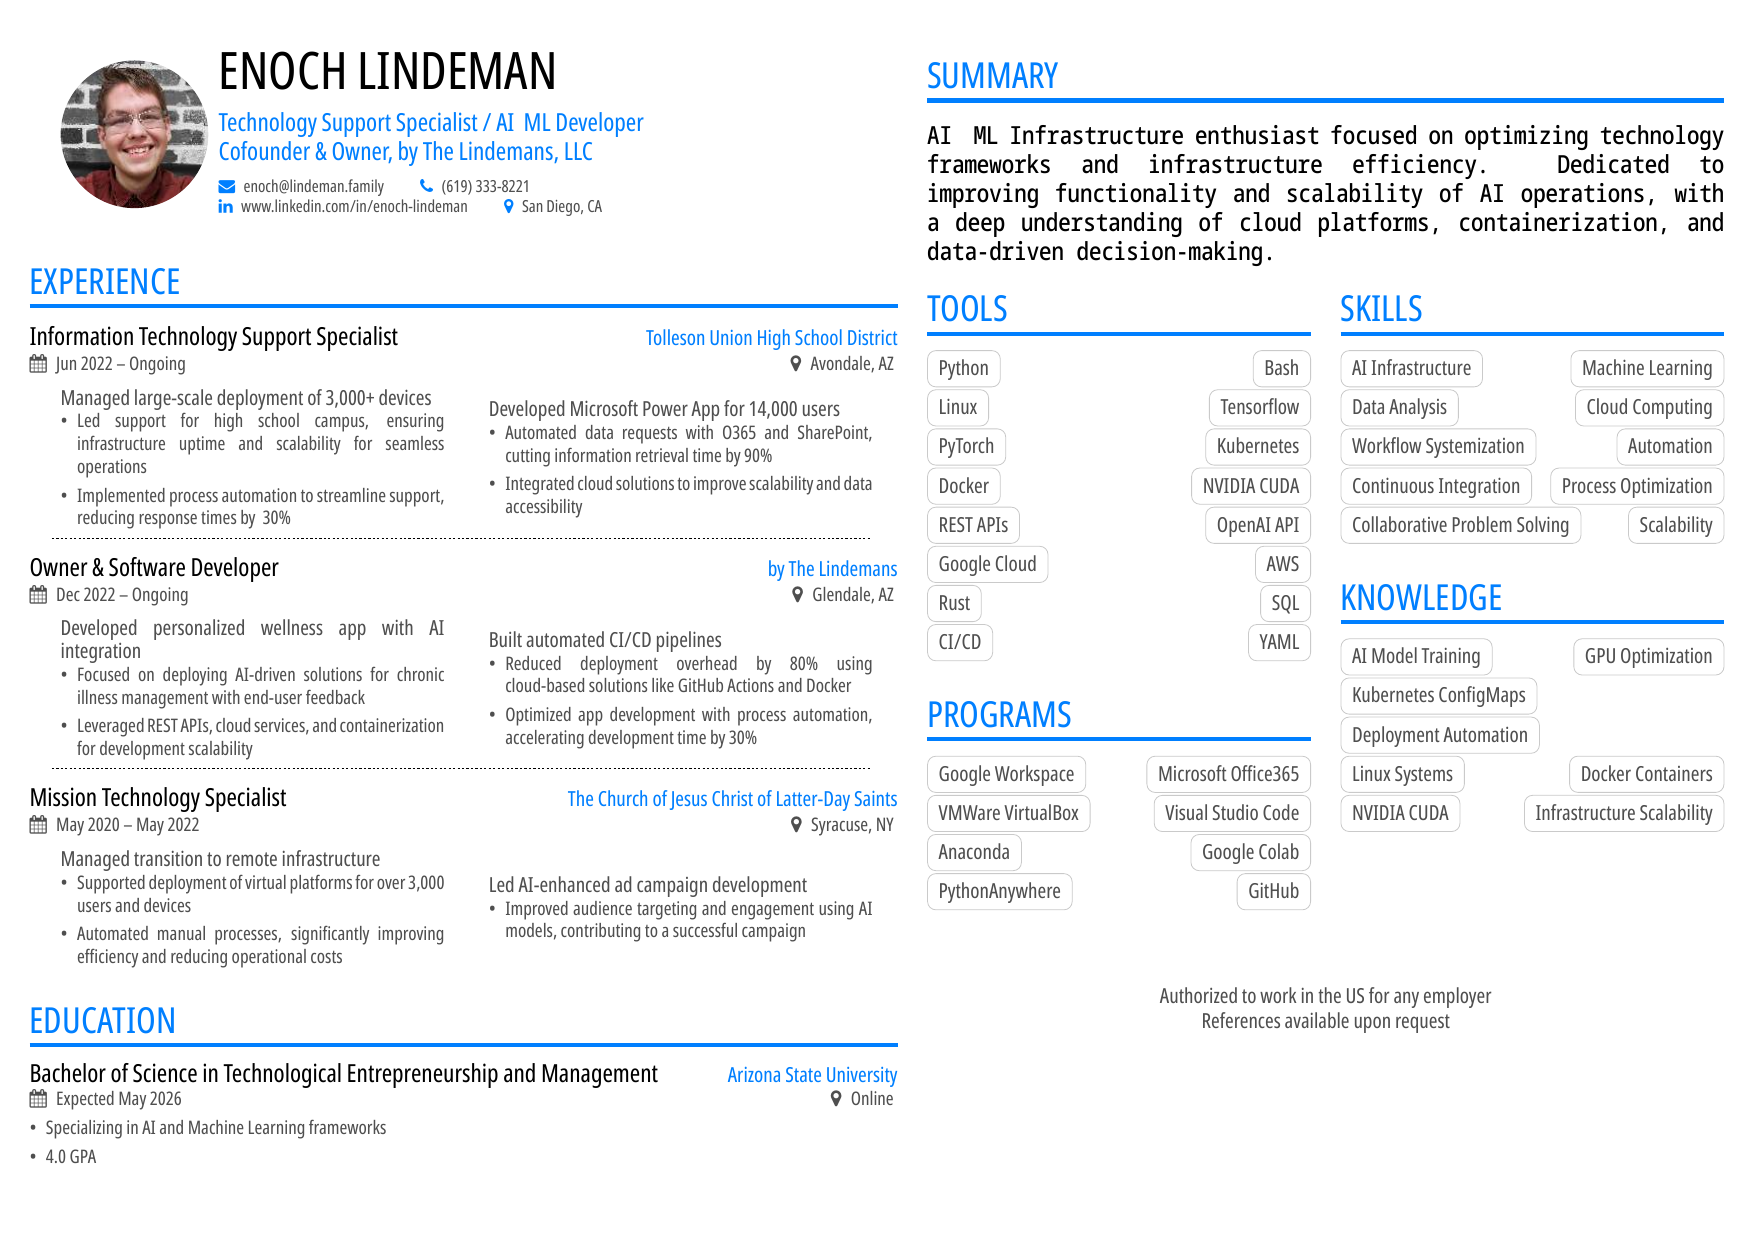 ENOCH LINDEMAN
Technology Support Specialist / AI ML Developer
Cofounder & Owner, by The Lindemans, LLC
enoch@lindeman.family (619) 333-8221
www.linkedin.com/in/enoch-lindeman San Diego, CA
EXPERIENCE
Information Technology Support Specialist Tolleson Union High School District
Jun 2022 – Ongoing Avondale, AZ
Managed large-scale deployment of 3,000+ devices
• Led support for high school campus, ensuring
infrastructure uptime and scalability for seamless
operations
• Implemented process automation to streamline support,
reducing response times by 30%
Developed Microsoft Power App for 14,000 users
• Automated data requests with O365 and SharePoint,
cutting information retrieval time by 90%
• Integrated cloud solutions to improve scalability and data
accessibility
Owner & Software Developer by The Lindemans
Dec 2022 – Ongoing Glendale, AZ
Developed personalized wellness app with AI
integration
• Focused on deploying AI-driven solutions for chronic
illness management with end-user feedback
• Leveraged REST APIs, cloud services, and containerization
for development scalability
Built automated CI/CD pipelines
• Reduced deployment overhead by 80% using
cloud-based solutions like GitHub Actions and Docker
• Optimized app development with process automation,
accelerating development time by 30%
Mission Technology Specialist The Church of Jesus Christ of Latter-Day Saints
May 2020 – May 2022 Syracuse, NY
Managed transition to remote infrastructure
• Supported deployment of virtual platforms for over 3,000
users and devices
• Automated manual processes, significantly improving
efficiency and reducing operational costs
Led AI-enhanced ad campaign development
• Improved audience targeting and engagement using AI
models, contributing to a successful campaign
EDUCATION
Bachelor of Science in Technological Entrepreneurship and Management Arizona State University
Expected May 2026 Online
• Specializing in AI and Machine Learning frameworks
• 4.0 GPA
SUMMARY
AI ML Infrastructure enthusiast focused on optimizing technology
frameworks and infrastructure efficiency. Dedicated to
improving functionality and scalability of AI operations, with
a deep understanding of cloud platforms, containerization, and
data-driven decision-making.
TOOLS
Python Bash
Linux Tensorflow
PyTorch Kubernetes
Docker NVIDIA CUDA
REST APIs OpenAI API
Google Cloud AWS
Rust SQL
CI/CD YAML
PROGRAMS
Google Workspace Microsoft Office365
VMWare VirtualBox Visual Studio Code
Anaconda Google Colab
PythonAnywhere GitHub
SKILLS
AI Infrastructure Machine Learning
Data Analysis Cloud Computing
Workflow Systemization Automation
Continuous Integration Process Optimization
Collaborative Problem Solving Scalability
KNOWLEDGE
AI Model Training GPU Optimization
Kubernetes ConfigMaps
Deployment Automation
Linux Systems Docker Containers
NVIDIA CUDA Infrastructure Scalability
Authorized to work in the US for any employer
References available upon request